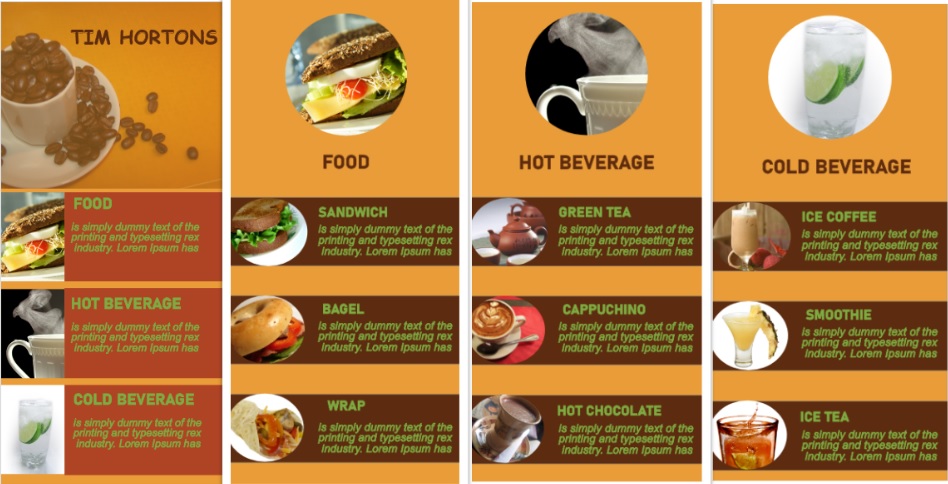 TIM HORTONS
FOOD
is simply dummy text of the
printing and typesetting rex
industry. Lorem Ipsum has
HOT BEVERAGE
is simply dummy text of the
printing and typesetting rex
industry. Lorem Ipsum has
COLD BEVERAGE
is simply dummy text of the
printing and typesetting rex
industry. Lorem Ipsum has
FOOD
SANDWICH
is simply dummy text of the
printing and typesetting rex
industry. Lorem Ipsum has
BAGEL
is simply dummy text of the
printing and typesetting rex
industry. Lorem Ipsum has
WRAP
is simply dummy text of the
printing and typesetting rex
industry. Lorem Ipsum has
HOT BEVERAGE
GREEN TEA
is simply dummy text of the
printing and typesetting rex
industry. Lorem Ipsum has
CAPPUCHINO
is simply dummy text of the
printing and typesetting rex
industry. Lorem Ipsum has
HOT CHOCOLATE
is simply dummy text of the
printing and typesetting rex
industry. Lorem Ipsum has
COLD BEVERAGE
ICE COFFEE
is simply dummy text of the
printing and typesetting rex
industry. Lorem Ipsum has
SMOOTHIE
is simply dummy text of the
printing and typesetting rex
industry. Lorem Ipsum has
ICE TEA
is simply dummy text of the
printing and typesetting rex
industry. Lorem Ipsum has